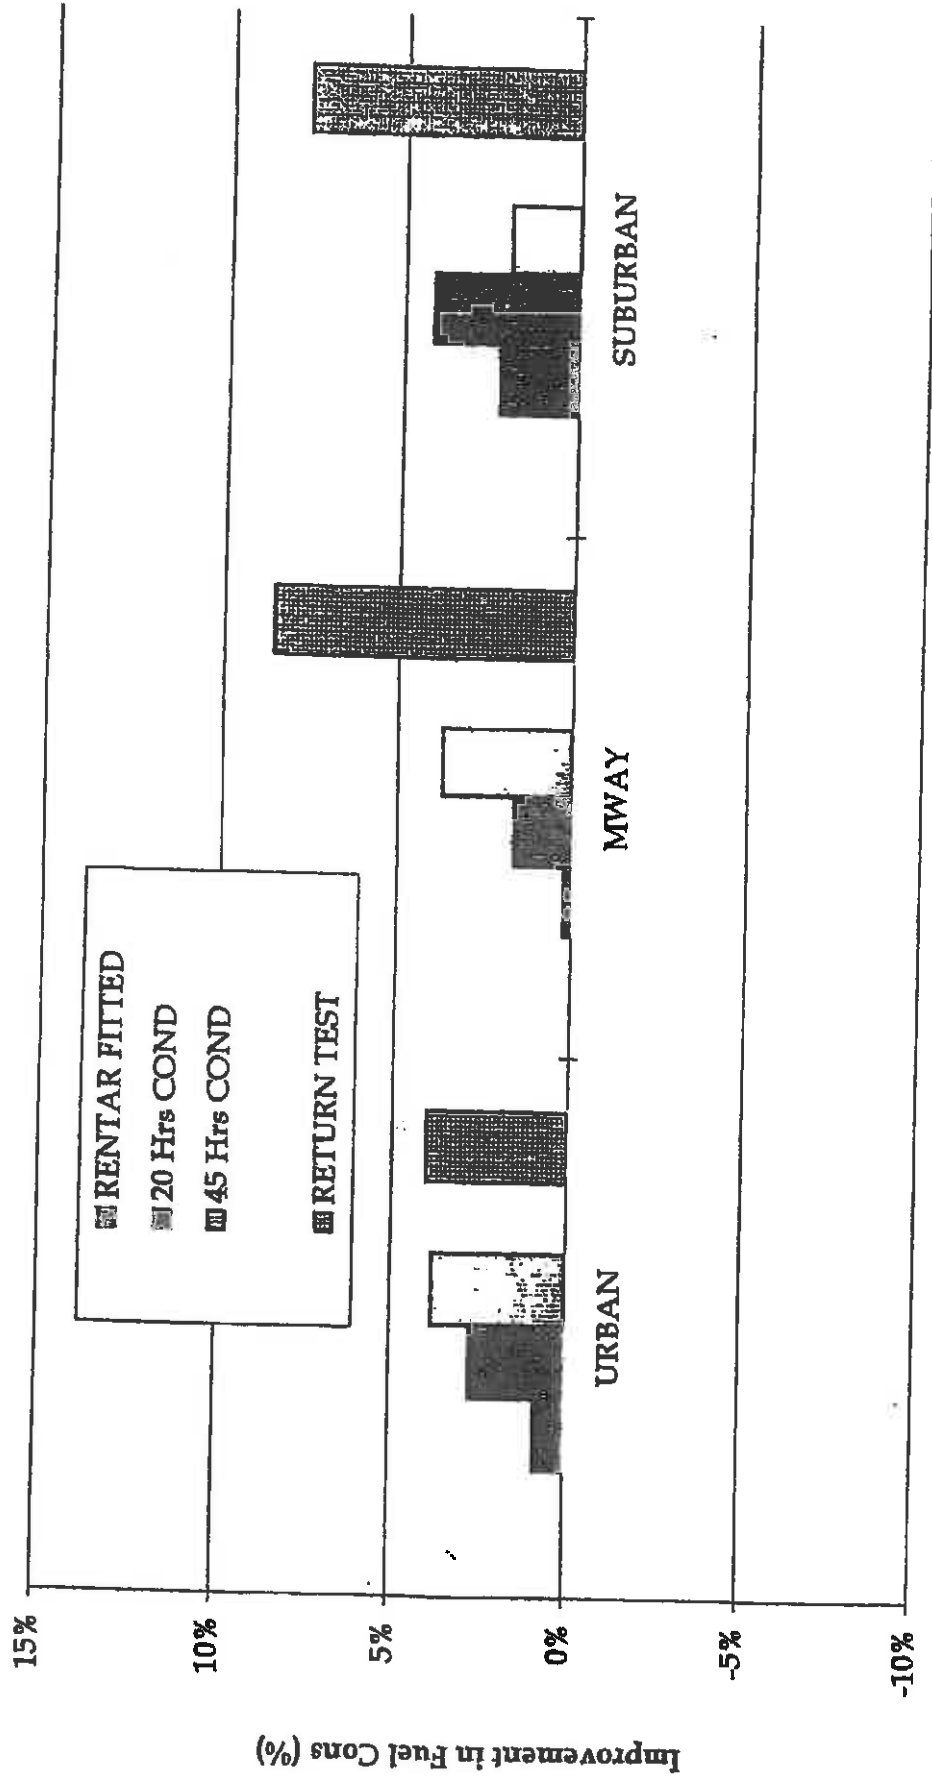 Improvement in Fuel Cons (%)
15%
10%
5%
0%
-5%
-10%
RENTAR FITTED
20 Hrs COND
45 Hrs COND
RETURN TEST
URBAN
MWAY
SUBURBAN